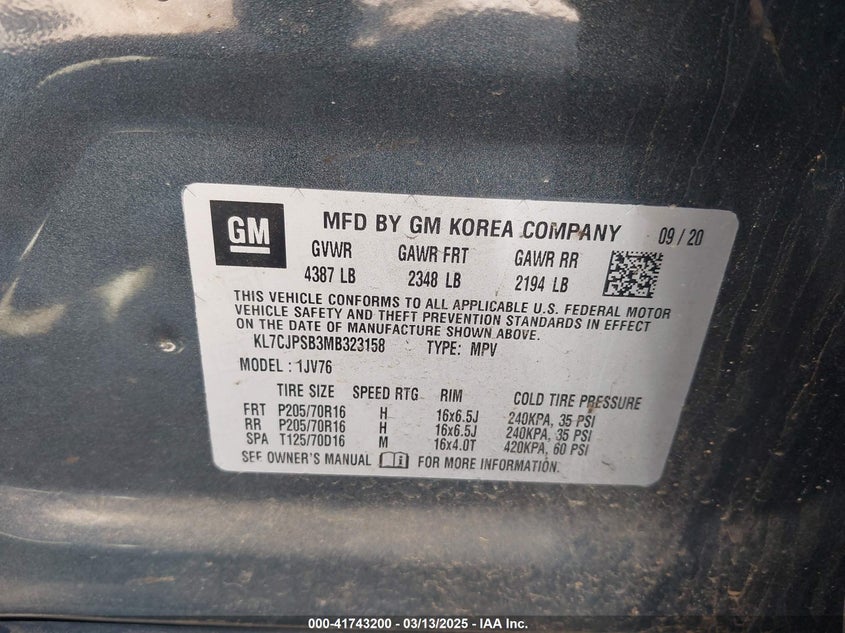 GM MFD BY GM KOREA COMPANY 09 / 20
GVWR GAWR FRT GAWR RR
4387 LB 2348 LB 2194 LB
THIS VEHICLE CONFORMS TO ALL APPLICABLE U.S. FEDERAL MOTOR
VEHICLE SAFETY AND THEFT PREVENTION STANDARDS IN EFFECT
ON THE DATE OF MANUFACTURE SHOWN ABOVE.
KL7CJPSB3MB323158 TYPE: MPV
MODEL : 1JV76
TIRE SIZE SPEED RTG RIM COLD TIRE PRESSURE
FRT P205/70R16 H 16x6.5J 240KPA, 35 PSI
RR P205/70R16 H 16x6.5J 240KPA, 35 PSI
SPA T125/70D16 M 16x4.0T 420KPA, 60 PSI
SEE OWNER'S MANUAL i FOR MORE INFORMATION.
000-41743200 / 03/13/2025 / IAA Inc.